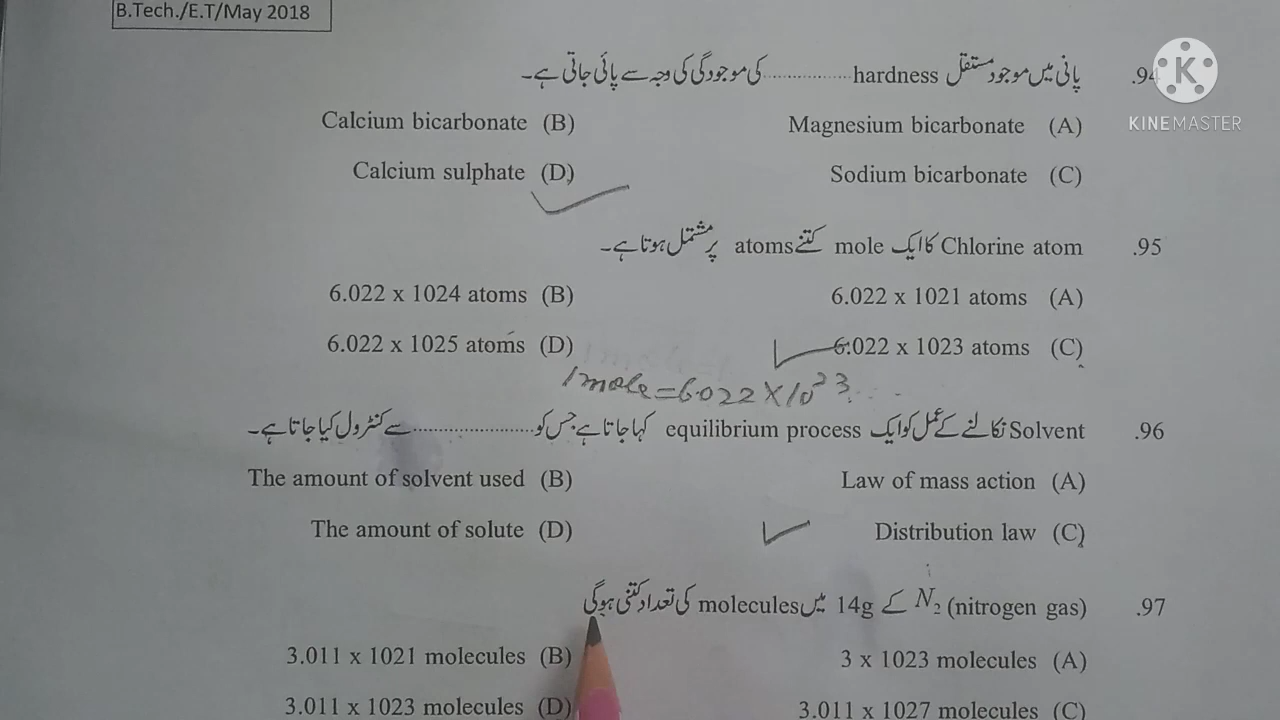 B.Tech./E.T/May 2018
.94 پانی میں موجود مستقل hardness ................. کی موجودگی کی وجہ سے پائی جاتی ہے۔
KINEMASTER
Magnesium bicarbonate (A) Calcium bicarbonate (B)
Sodium bicarbonate (C) Calcium sulphate (D)
.95 Chlorine atom کا ایک mole کتنے atoms پر مشتمل ہوتا ہے۔
6.022 x 1021 atoms (A) 6.022 x 1024 atoms (B)
6.022 x 1023 atoms (C) 6.022 x 1025 atoms (D)
1 mole = 6.022 X 10²³
.96 Solvent نکالنے کے عمل کو ایک equilibrium process کہا جاتا ہے جس کو ....................... سے کنٹرول کیا جاتا ہے۔
Law of mass action (A) The amount of solvent used (B)
Distribution law (C) The amount of solute (D)
.97 (nitrogen gas) N₂ کے 14g میں molecules کی تعداد کتنی ہوگی
3 x 1023 molecules (A) 3.011 x 1021 molecules (B)
3.011 x 1027 molecules (C) 3.011 x 1023 molecules (D)